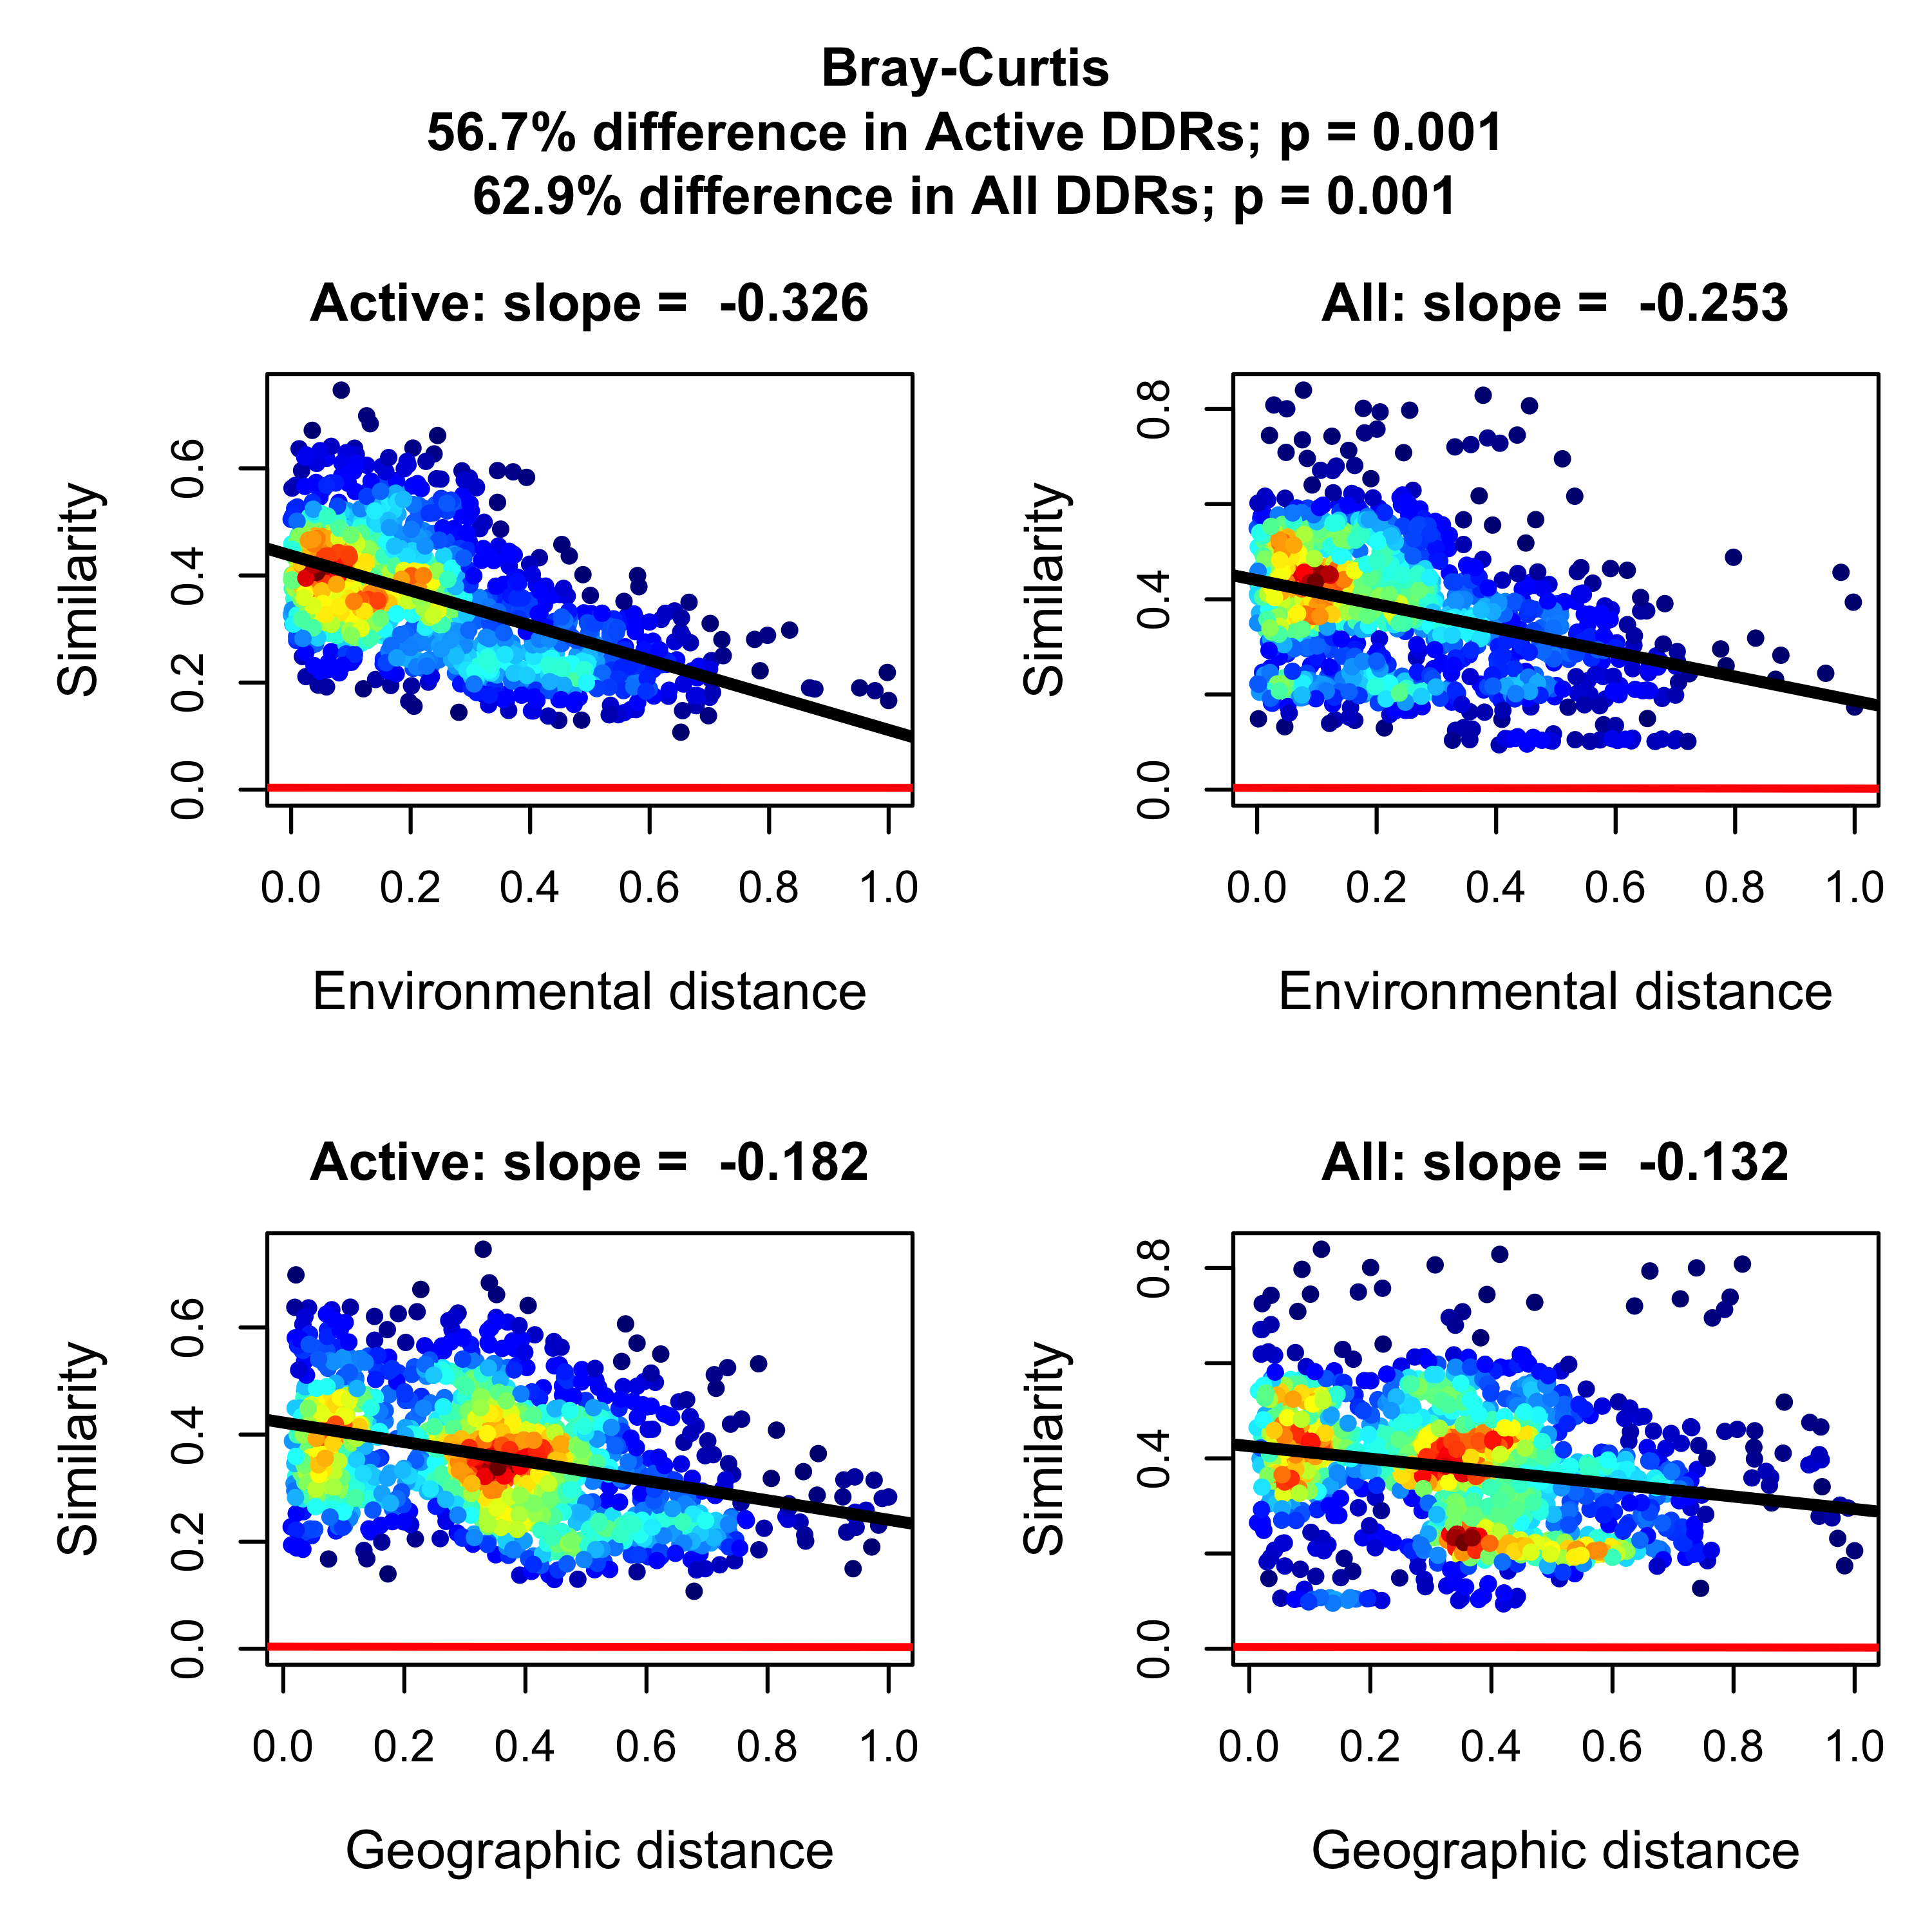 Bray-Curtis
56.7% difference in Active DDRs; p = 0.001
62.9% difference in All DDRs; p = 0.001
Active: slope =  -0.326
Similarity
0.6
0.4
0.2
0.0
0.0 0.2 0.4 0.6 0.8 1.0
Environmental distance
All: slope =  -0.253
Similarity
0.8
0.4
0.0
0.0 0.2 0.4 0.6 0.8 1.0
Environmental distance
Active: slope =  -0.182
Similarity
0.6
0.4
0.2
0.0
0.0 0.2 0.4 0.6 0.8 1.0
Geographic distance
All: slope =  -0.132
Similarity
0.8
0.4
0.0
0.0 0.2 0.4 0.6 0.8 1.0
Geographic distance